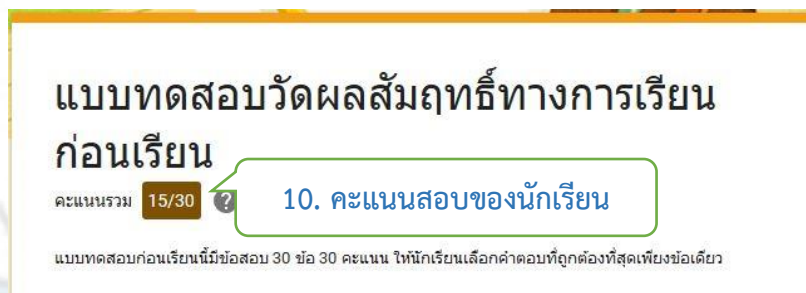 แบบทดสอบวัดผลสัมฤทธิ์ทางการเรียน
ก่อนเรียน
คะแนนรวม 15/30 ?
10. คะแนนสอบของนักเรียน
แบบทดสอบก่อนเรียนนี้มีข้อสอบ 30 ข้อ 30 คะแนน ให้นักเรียนเลือกคำตอบที่ถูกต้องที่สุดเพียงข้อเดียว